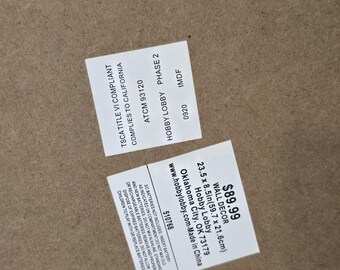 TSCA TITLE VI COMPLIANT
COMPLIES TO CALIFORNIA
ATCM 93120
HOBBY LOBBY PHASE 2
0920 1MDF
$89.99
WALL DECOR
23.5 x 8.5in(59.7 x 21.6cm)
Hobby Lobby
Oklahoma City, OK 73179
www.hobbylobby.com Made in China
510768